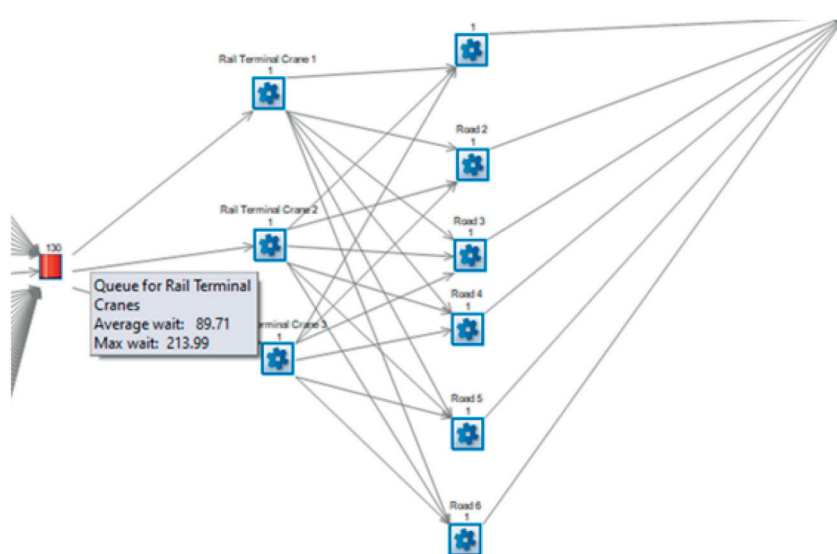 1
Rail Terminal Crane 1
1
Road 2
1
Rail Terminal Crane 2
1
Road 3
1
130
Queue for Rail Terminal
Cranes
Average wait: 89.71
Max wait: 213.99
Road 4
1
Terminal Crane 3
1
Road 5
1
Road 6
1